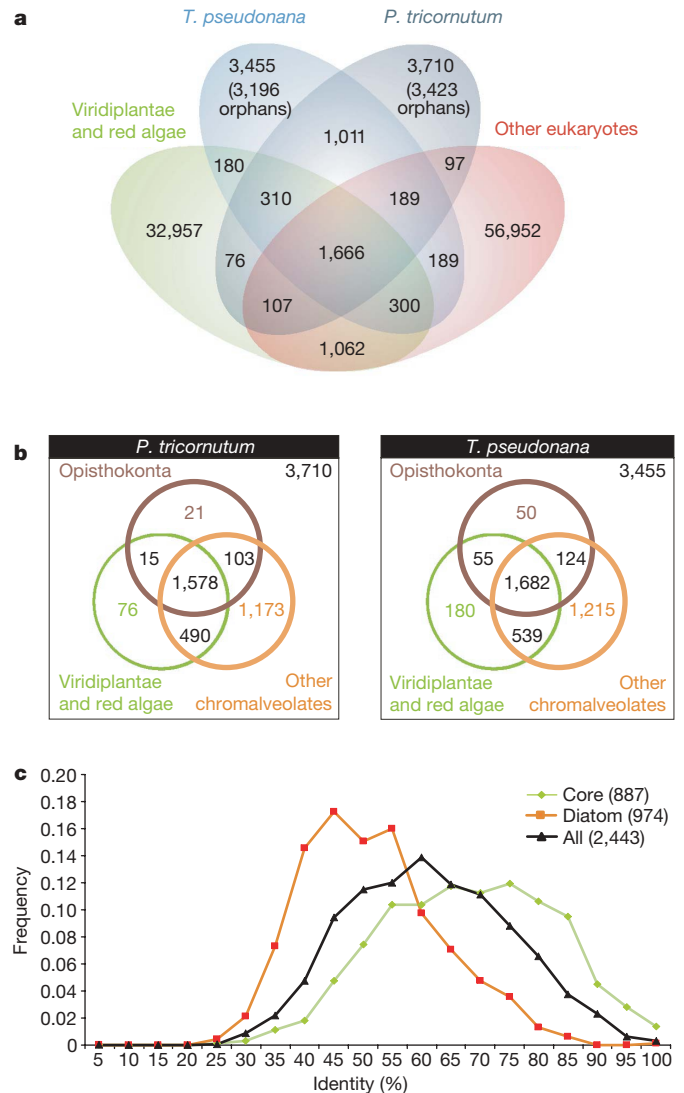 a
T. pseudonana
P. tricornutum
3,455
(3,196
orphans)
3,710
(3,423
orphans)
Viridiplantae
and red algae
Other eukaryotes
1,011
180
97
310
189
32,957
56,952
76
1,666
189
107
300
1,062
b
P. tricornutum
Opisthokonta
3,710
21
15
103
1,578
76
1,173
490
Viridiplantae
and red algae
Other
chromalveolates
T. pseudonana
Opisthokonta
3,455
50
55
124
1,682
180
1,215
539
Viridiplantae
and red algae
Other
chromalveolates
c
0.20
0.18
0.16
0.14
0.12
0.10
0.08
0.06
0.04
0.02
0
Frequency
Core (887)
Diatom (974)
All (2,443)
5 10 15 20 25 30 35 40 45 50 55 60 65 70 75 80 85 90 95 100
Identity (%)